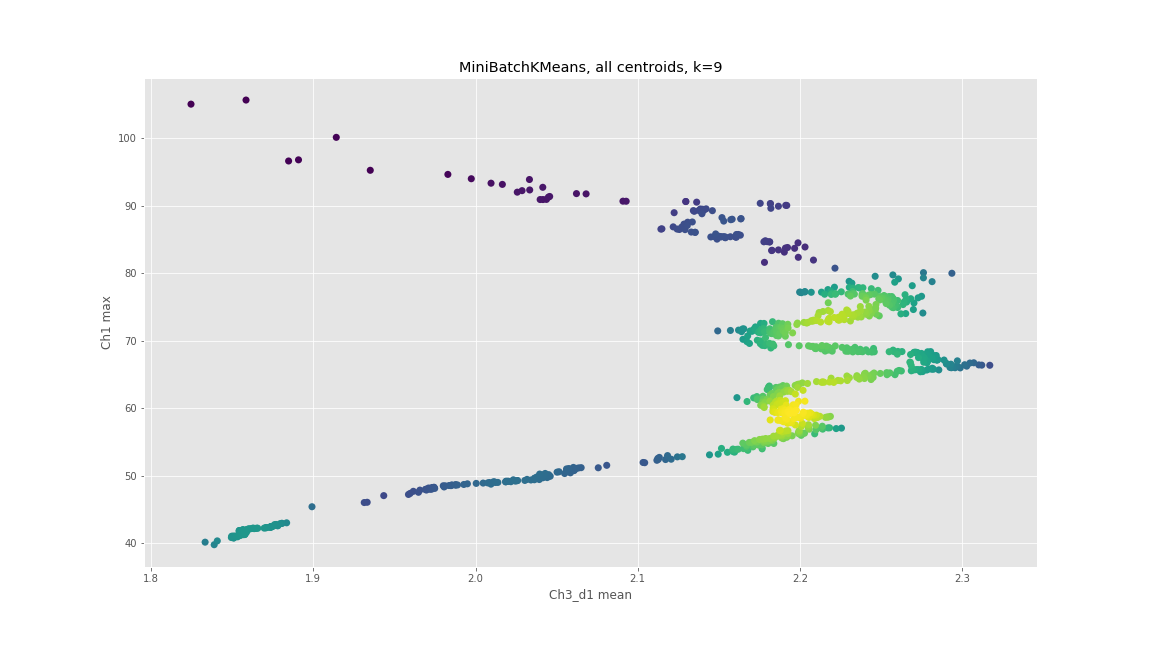 MiniBatchKMeans, all centroids, k=9
Ch1 max
100
90
80
70
60
50
40
1.8 1.9 2.0 2.1 2.2 2.3
Ch3_d1 mean